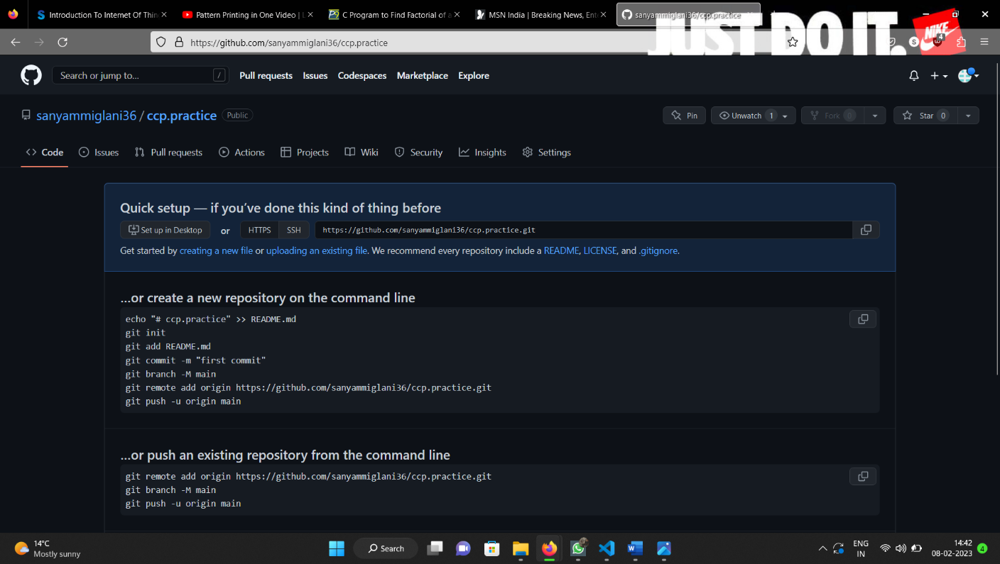 Introduction To Internet Of Thin
Pattern Printing in One Video | L
C Program to Find Factorial of a
MSN India | Breaking News, Ent
sanyammiglani36/ccp.practice
JUST DO IT.
NIKE
https://github.com/sanyammiglani36/ccp.practice
S
4
Search or jump to...
/
Pull requests
Issues
Codespaces
Marketplace
Explore
sanyammiglani36 / ccp.practice
Public
Pin
Unwatch 1
Fork 0
Star 0
Code
Issues
Pull requests
Actions
Projects
Wiki
Security
Insights
Settings
Quick setup — if you've done this kind of thing before
Set up in Desktop
or
HTTPS
SSH
https://github.com/sanyammiglani36/ccp.practice.git
Get started by creating a new file or uploading an existing file. We recommend every repository include a README, LICENSE, and .gitignore.
...or create a new repository on the command line
echo "# ccp.practice" >> README.md
git init
git add README.md
git commit -m "first commit"
git branch -M main
git remote add origin https://github.com/sanyammiglani36/ccp.practice.git
git push -u origin main
...or push an existing repository from the command line
git remote add origin https://github.com/sanyammiglani36/ccp.practice.git
git branch -M main
git push -u origin main
14°C
Mostly sunny
Search
ENG
IN
14:42
08-02-2023
4